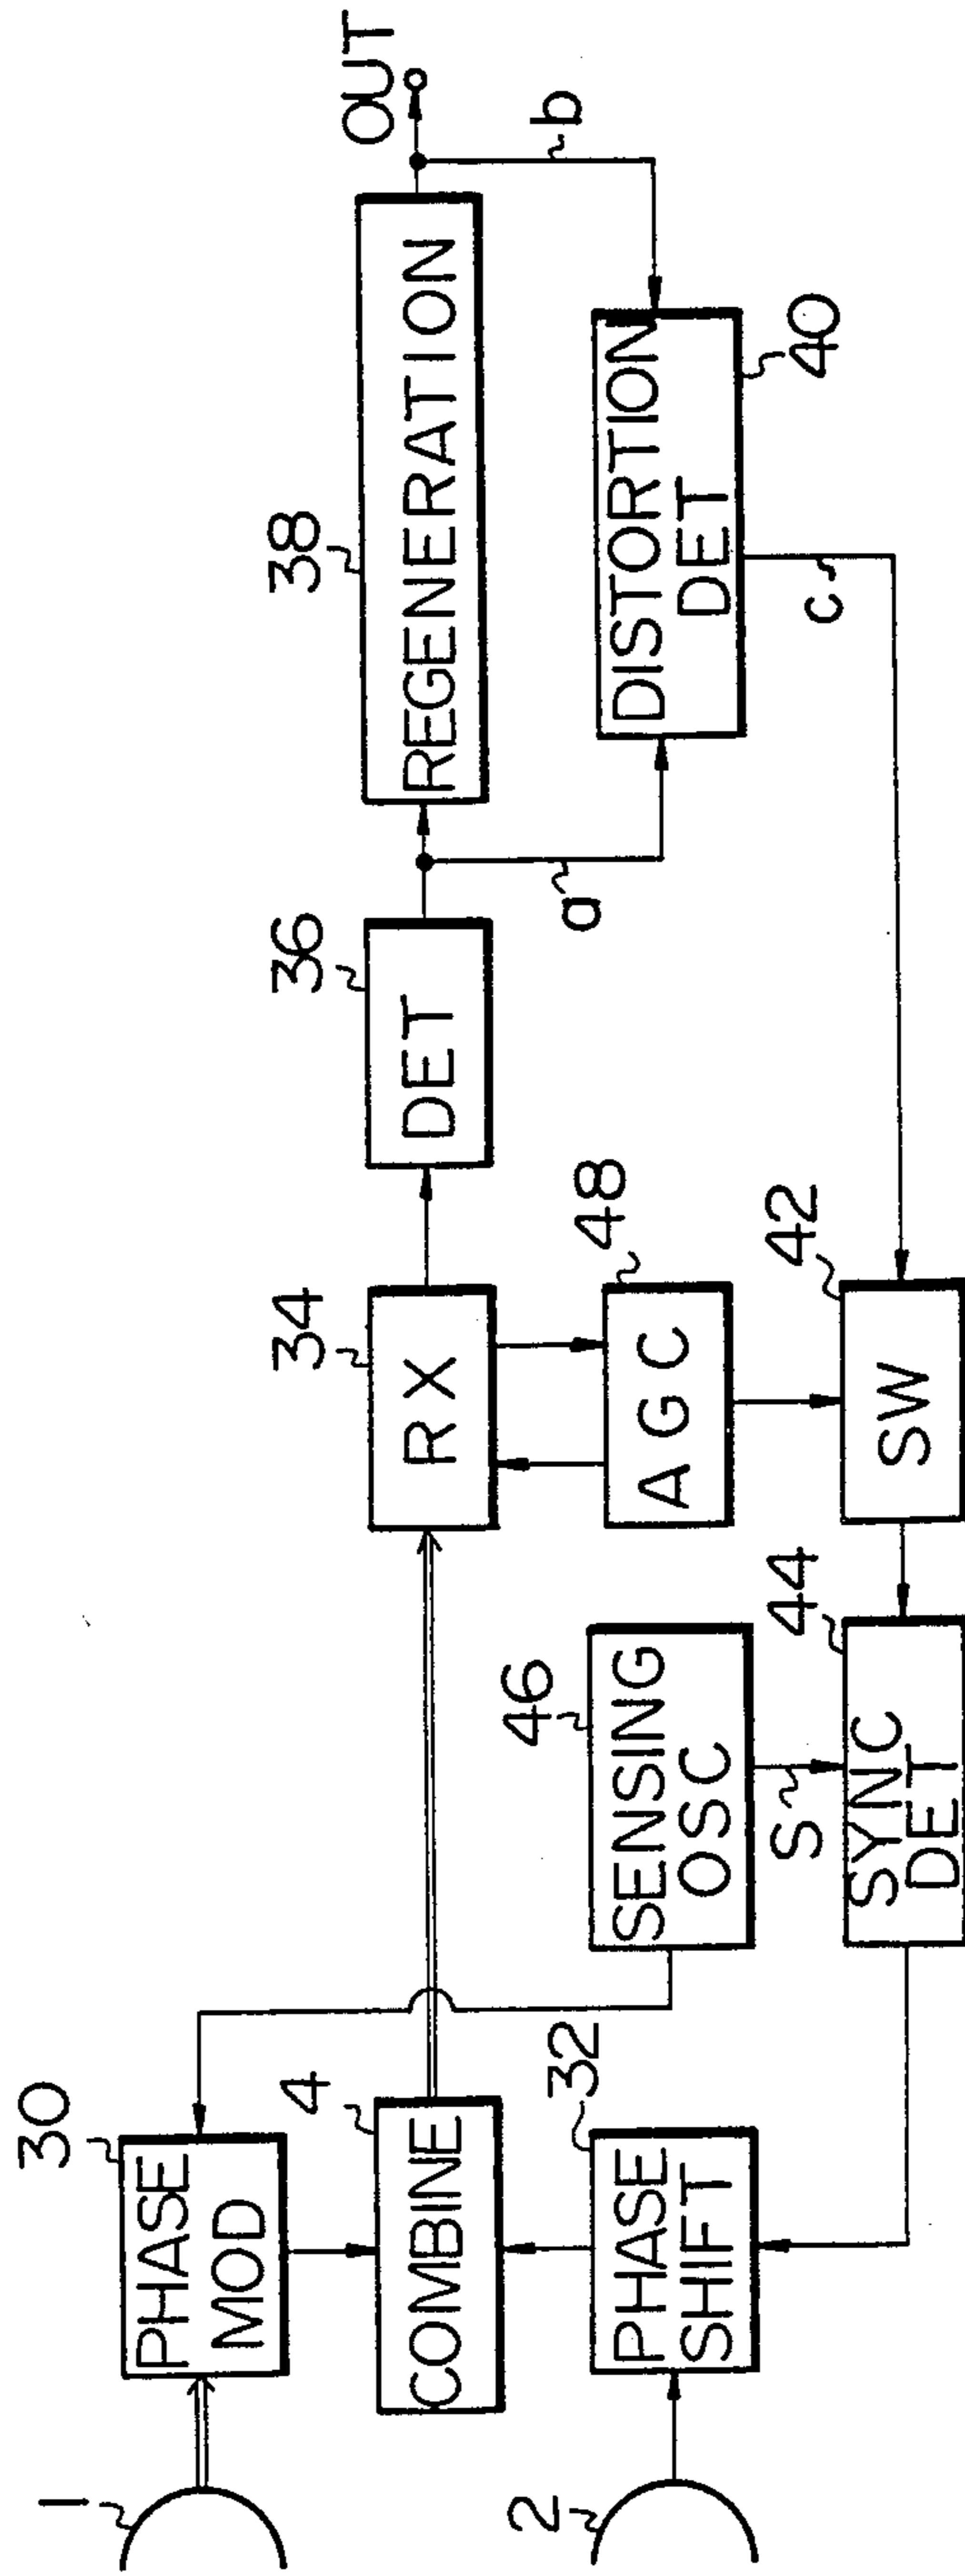 1
30
PHASE
MOD
4
COMBINE
2
32
PHASE
SHIFT
46
SENSING
OSC
S
44
SYNC
DET
34
RX
48
AGC
42
SW
36
DET
a
38
REGENERATION
OUT
b
DISTORTION
DET
40
c